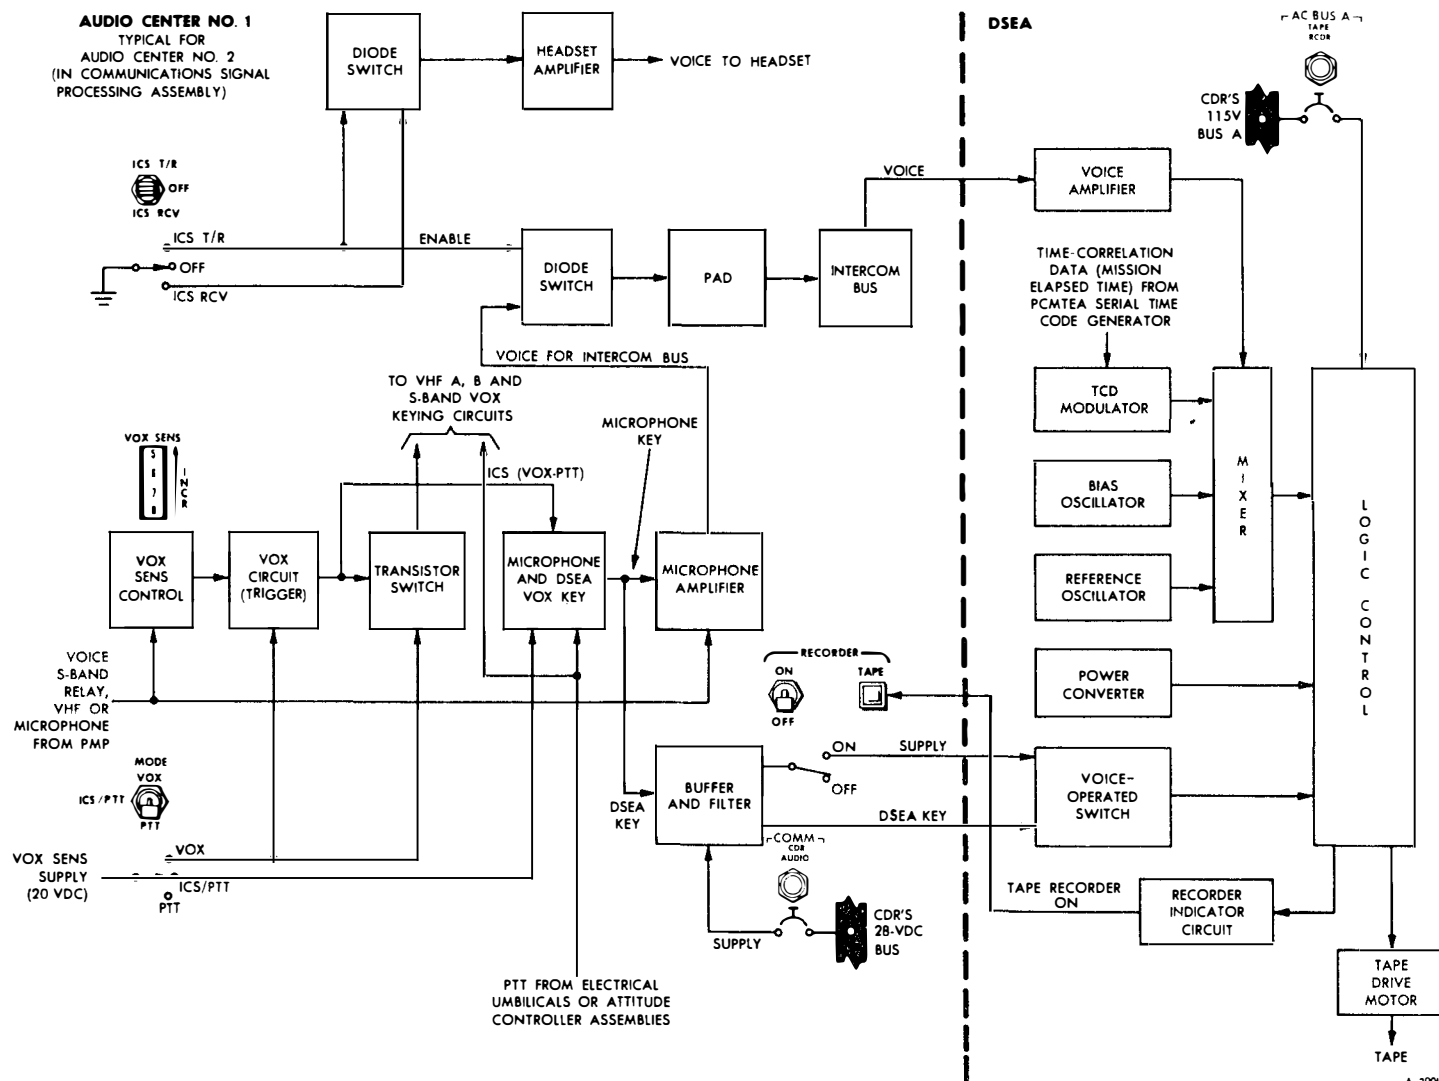 AUDIO CENTER NO. 1
TYPICAL FOR
AUDIO CENTER NO. 2
(IN COMMUNICATIONS SIGNAL
PROCESSING ASSEMBLY)
DIODE
SWITCH
HEADSET
AMPLIFIER
VOICE TO HEADSET
DSEA
AC BUS A
TAPE
RCDR
CDR'S
115V
BUS A
ICS T/R
OFF
ICS RCV
ICS T/R
OFF
ICS RCV
ENABLE
DIODE
SWITCH
PAD
INTERCOM
BUS
VOICE
VOICE
AMPLIFIER
TIME-CORRELATION
DATA (MISSION
ELAPSED TIME) FROM
PCMTEA SERIAL TIME
CODE GENERATOR
VOICE FOR INTERCOM BUS
TO VHF A, B AND
S-BAND VOX
KEYING CIRCUITS
MICROPHONE
KEY
ICS (VOX-PTT)
TCD
MODULATOR
BIAS
OSCILLATOR
REFERENCE
OSCILLATOR
MIXER
LOGIC CONTROL
VOX SENS
5
6
7
8
INCR
VOX
SENS
CONTROL
VOX
CIRCUIT
(TRIGGER)
TRANSISTOR
SWITCH
MICROPHONE
AND DSEA
VOX KEY
MICROPHONE
AMPLIFIER
VOICE
S-BAND
RELAY,
VHF OR
MICROPHONE
FROM PMP
RECORDER
ON
OFF
TAPE
POWER
CONVERTER
MODE
VOX
ICS/PTT
PTT
BUFFER
AND FILTER
DSEA
KEY
ON
OFF
SUPPLY
DSEA KEY
VOICE-
OPERATED
SWITCH
VOX SENS
SUPPLY
(20 VDC)
VOX
ICS/PTT
PTT
COMM
CDR
AUDIO
SUPPLY
CDR'S
28-VDC
BUS
TAPE RECORDER
ON
RECORDER
INDICATOR
CIRCUIT
PTT FROM ELECTRICAL
UMBILICALS OR ATTITUDE
CONTROLLER ASSEMBLIES
TAPE
DRIVE
MOTOR
TAPE